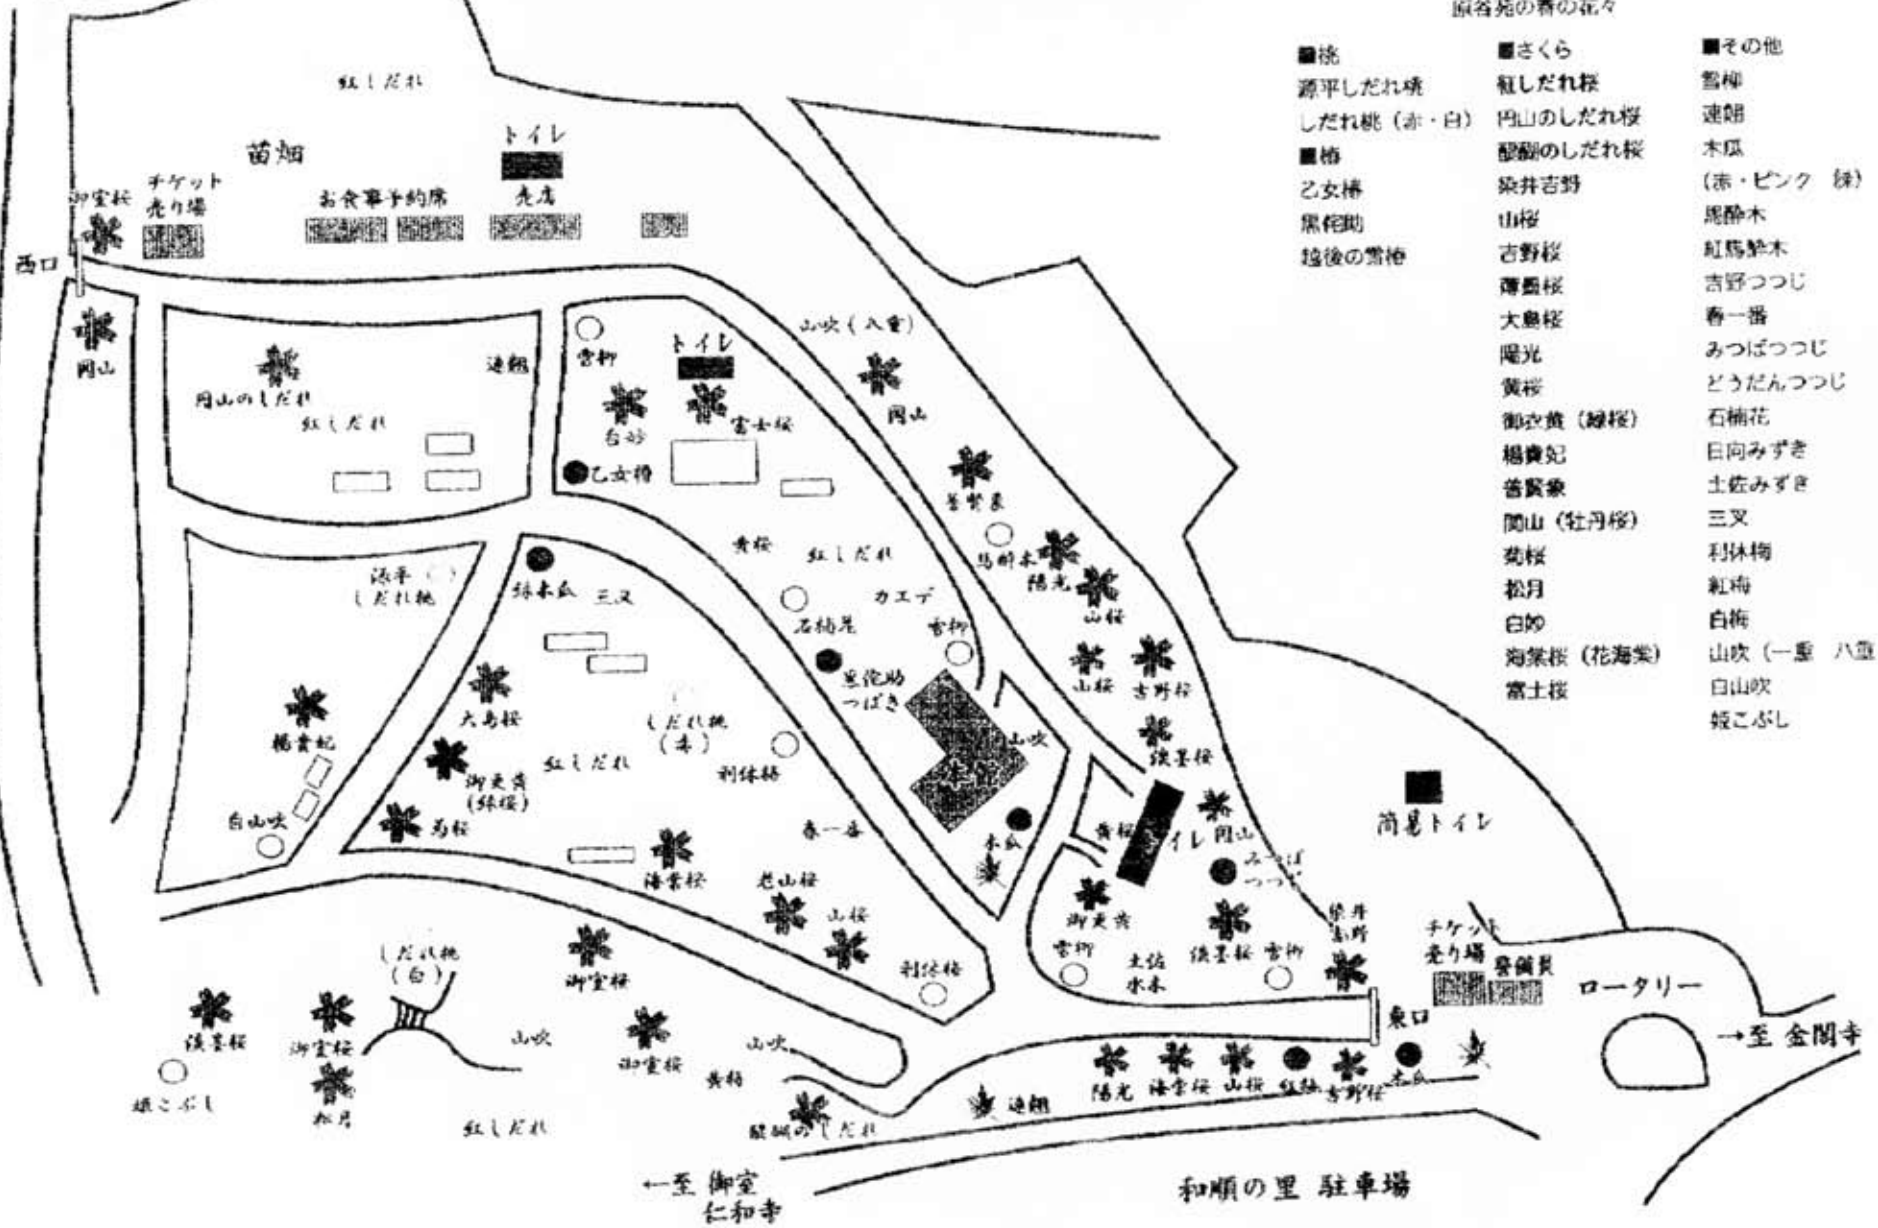 原谷苑の春の花々
■桃
源平しだれ桃
しだれ桃（赤・白）
■椿
乙女椿
黒侘助
越後の雪椿
■さくら
紅しだれ桜
円山のしだれ桜
醍醐のしだれ桜
染井吉野
山桜
吉野桜
薄墨桜
大島桜
陽光
黄桜
御衣黄（緑桜）
楊貴妃
普賢象
関山（牡丹桜）
菊桜
松月
白妙
海棠桜（花海棠）
富士桜
■その他
雪柳
連翹
木瓜
（赤・ピンク 緑）
馬酔木
紅馬酔木
吉野つつじ
春一番
みつばつつじ
どうだんつつじ
石楠花
日向みずき
土佐みずき
三叉
利休梅
紅梅
白梅
山吹（一重 八重
白山吹
姫こぶし
紅しだれ
苗畑
トイレ
売店
お食事予約席
チケット
売り場
御室桜
西口
関山
円山のしだれ
紅しだれ
連翹
雪柳
トイレ
白妙
富士桜
乙女椿
山吹（八重）
関山
普賢象
馬酔木
陽光
山桜
山桜
吉野桜
淡墨桜
黄桜
紅しだれ
カエデ
石楠花
雪柳
黒侘助
つばき
山吹
本館
木瓜
源平
しだれ桃
緑木瓜
三叉
大島桜
しだれ桃
（赤）
利休梅
楊貴妃
御衣黄
（緑桜）
紅しだれ
白山吹
菊桜
春一番
海棠桜
老山桜
山桜
利休梅
黄桜
イレ
関山
みつば
つつじ
御衣黄
雪柳
土佐
水木
淡墨桜
雪柳
染井
吉野
簡易トイレ
チケット
売り場
警備員
ロータリー
東口
→至 金閣寺
しだれ桃
（白）
御室桜
淡墨桜
御室桜
山吹
御室桜
山吹
黄梅
姫こぶし
松月
紅しだれ
醍醐のしだれ
連翹
陽光
海棠桜
山桜
紅梅
吉野桜
木瓜
←至 御室
仁和寺
和順の里 駐車場